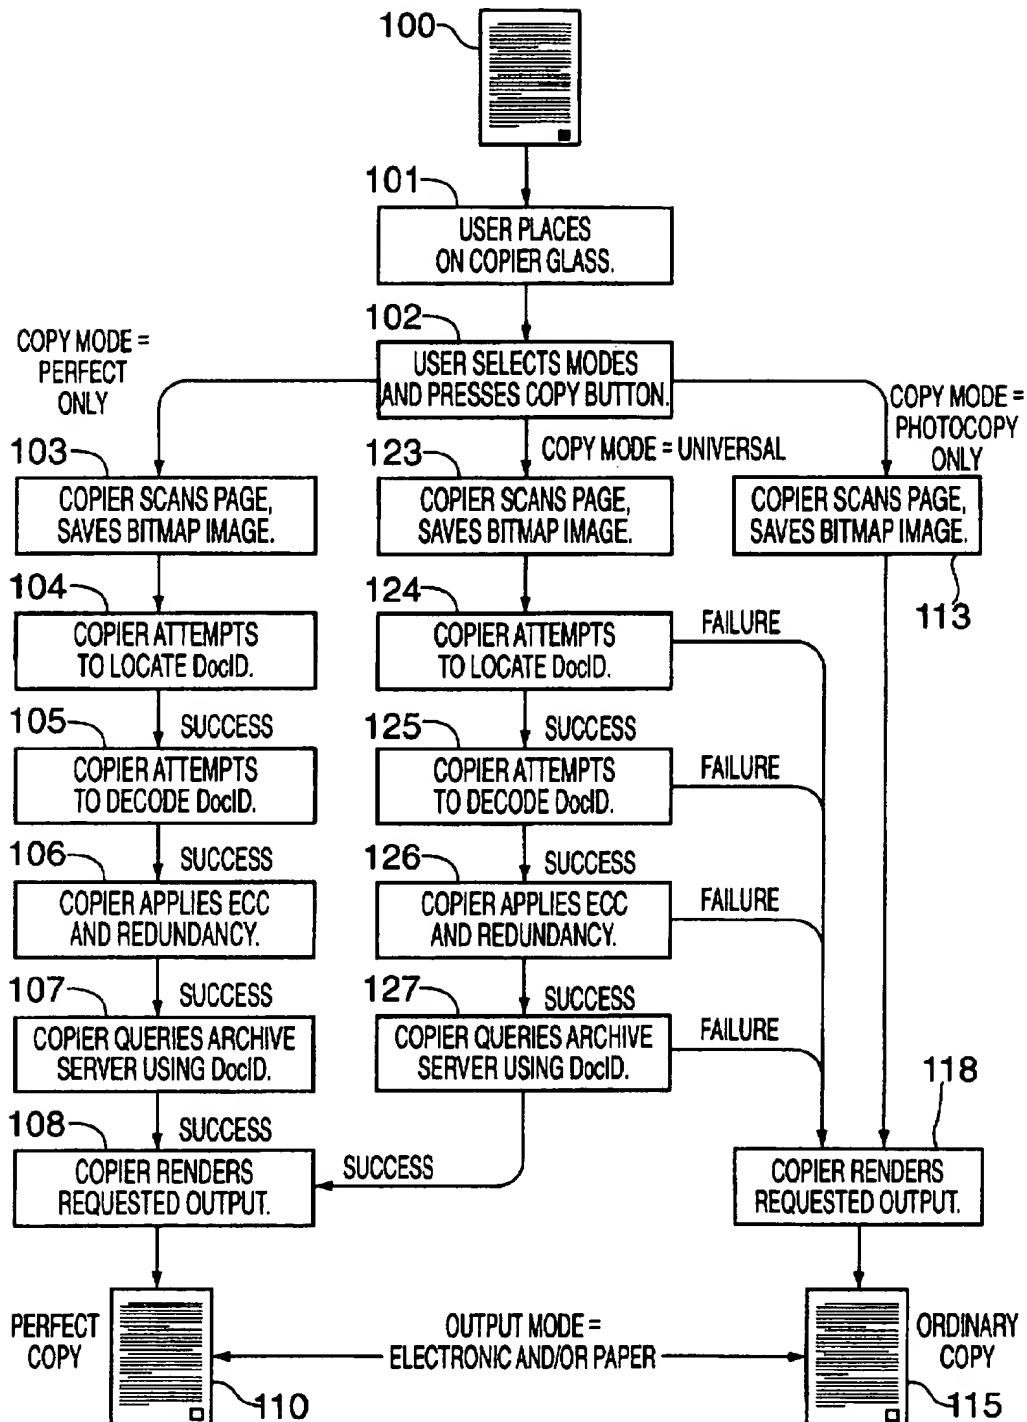 100
101
USER PLACES
ON COPIER GLASS.
102
USER SELECTS MODES
AND PRESSES COPY BUTTON.
COPY MODE =
PERFECT
ONLY
COPY MODE = UNIVERSAL
COPY MODE =
PHOTOCOPY
ONLY
103
COPIER SCANS PAGE,
SAVES BITMAP IMAGE.
123
COPIER SCANS PAGE,
SAVES BITMAP IMAGE.
COPIER SCANS PAGE,
SAVES BITMAP IMAGE.
113
104
COPIER ATTEMPTS
TO LOCATE DocID.
124
COPIER ATTEMPTS
TO LOCATE DocID.
FAILURE
SUCCESS
SUCCESS
105
COPIER ATTEMPTS
TO DECODE DocID.
125
COPIER ATTEMPTS
TO DECODE DocID.
FAILURE
SUCCESS
SUCCESS
106
COPIER APPLIES ECC
AND REDUNDANCY.
126
COPIER APPLIES ECC
AND REDUNDANCY.
FAILURE
SUCCESS
SUCCESS
107
COPIER QUERIES ARCHIVE
SERVER USING DocID.
127
COPIER QUERIES ARCHIVE
SERVER USING DocID.
FAILURE
SUCCESS
SUCCESS
108
COPIER RENDERS
REQUESTED OUTPUT.
118
COPIER RENDERS
REQUESTED OUTPUT.
PERFECT
COPY
110
OUTPUT MODE =
ELECTRONIC AND/OR PAPER
ORDINARY
COPY
115